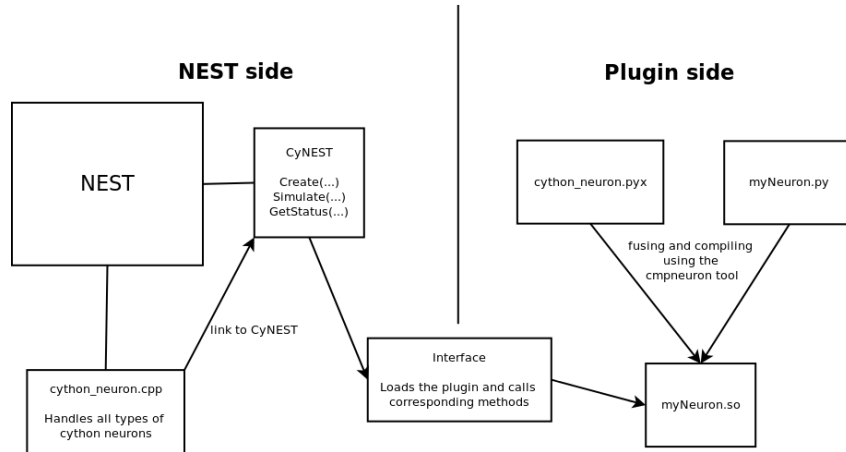 NEST side
Plugin side
NEST
CyNEST
Create(...)
Simulate(...)
GetStatus(...)
cython_neuron.pyx
myNeuron.py
fusing and compiling
using the
cmpneuron tool
link to CyNEST
cython_neuron.cpp
Handles all types of
cython neurons
Interface
Loads the plugin and calls
corresponding methods
myNeuron.so